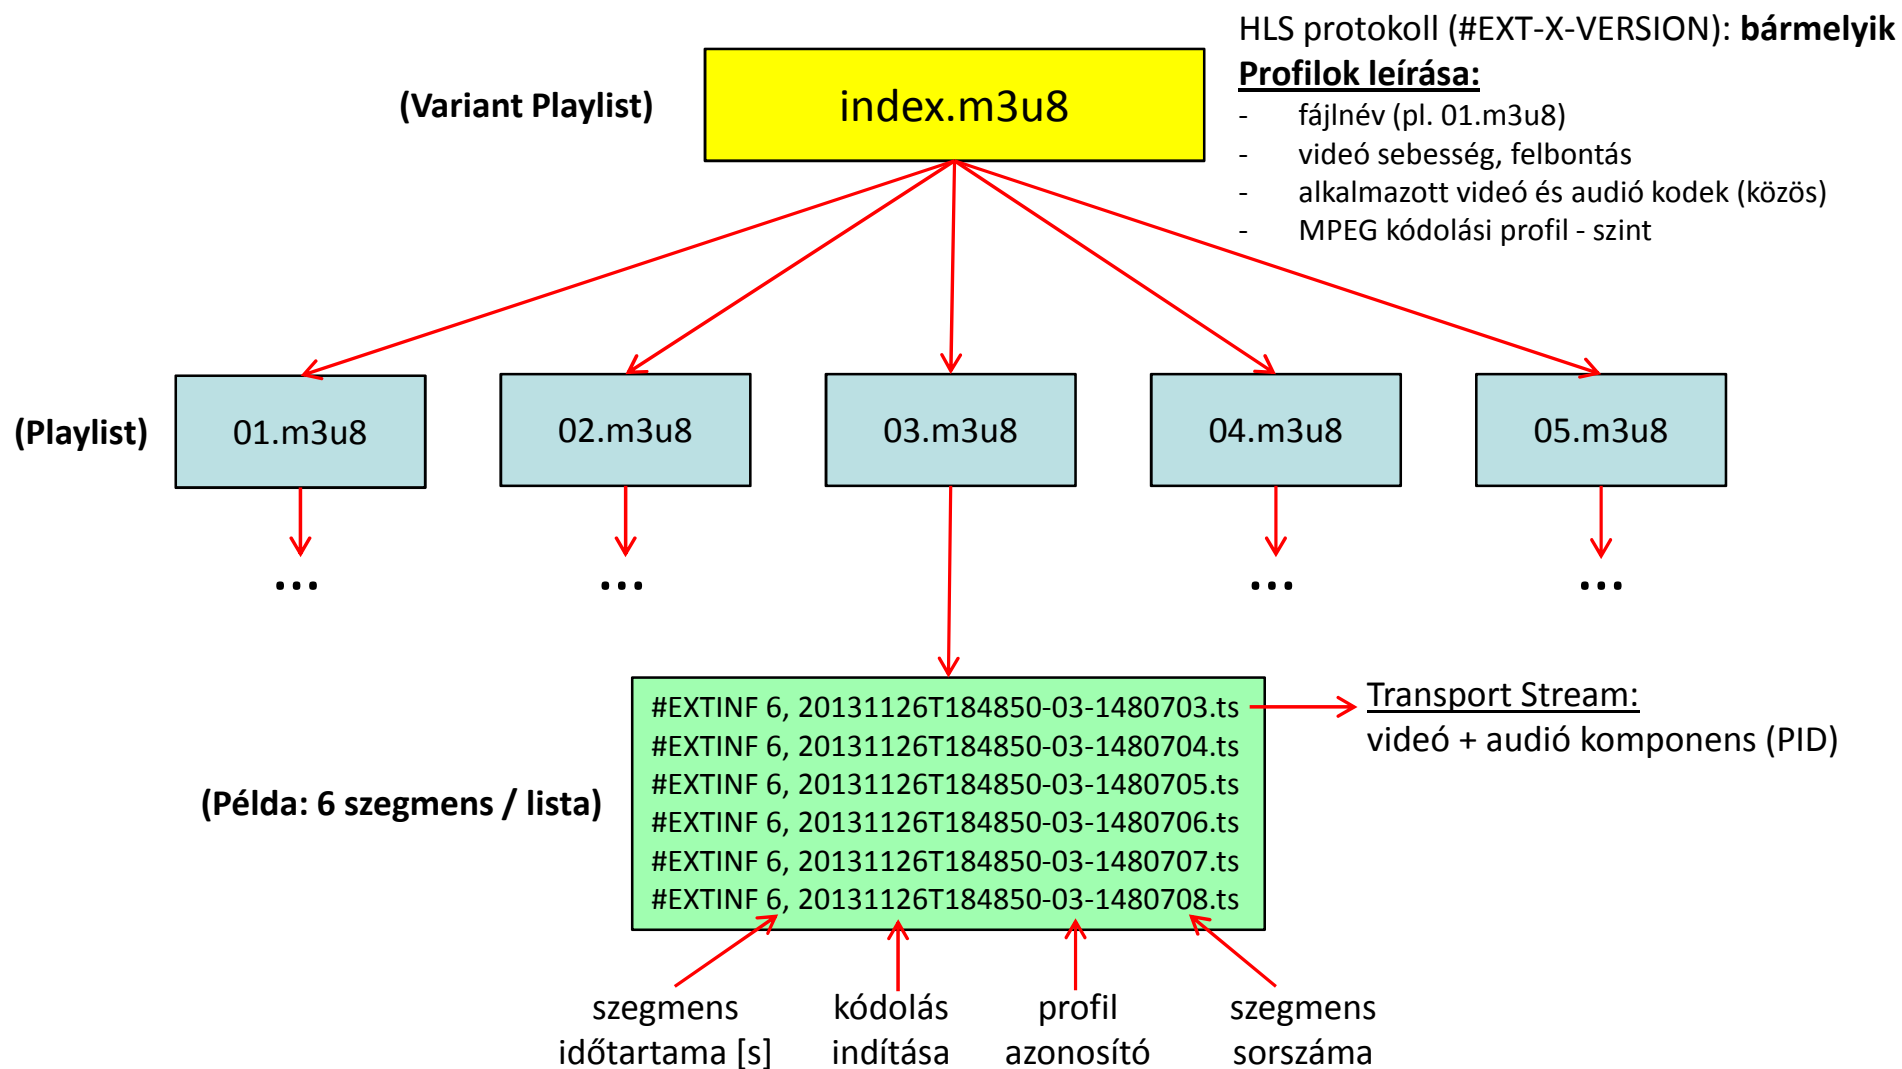 HLS protokoll (#EXT-X-VERSION): bármelyik
Profilok leírása:
- fájlnév (pl. 01.m3u8)
- videó sebesség, felbontás
- alkalmazott videó és audió kodek (közös)
- MPEG kódolási profil - szint
(Variant Playlist)
index.m3u8
(Playlist)
01.m3u8
02.m3u8
03.m3u8
04.m3u8
05.m3u8
...
...
...
...
(Példa: 6 szegmens / lista)
#EXTINF 6, 20131126T184850-03-1480703.ts
#EXTINF 6, 20131126T184850-03-1480704.ts
#EXTINF 6, 20131126T184850-03-1480705.ts
#EXTINF 6, 20131126T184850-03-1480706.ts
#EXTINF 6, 20131126T184850-03-1480707.ts
#EXTINF 6, 20131126T184850-03-1480708.ts
Transport Stream:
videó + audió komponens (PID)
szegmens
időtartama [s]
kódolás
indítása
profil
azonosító
szegmens
sorszáma